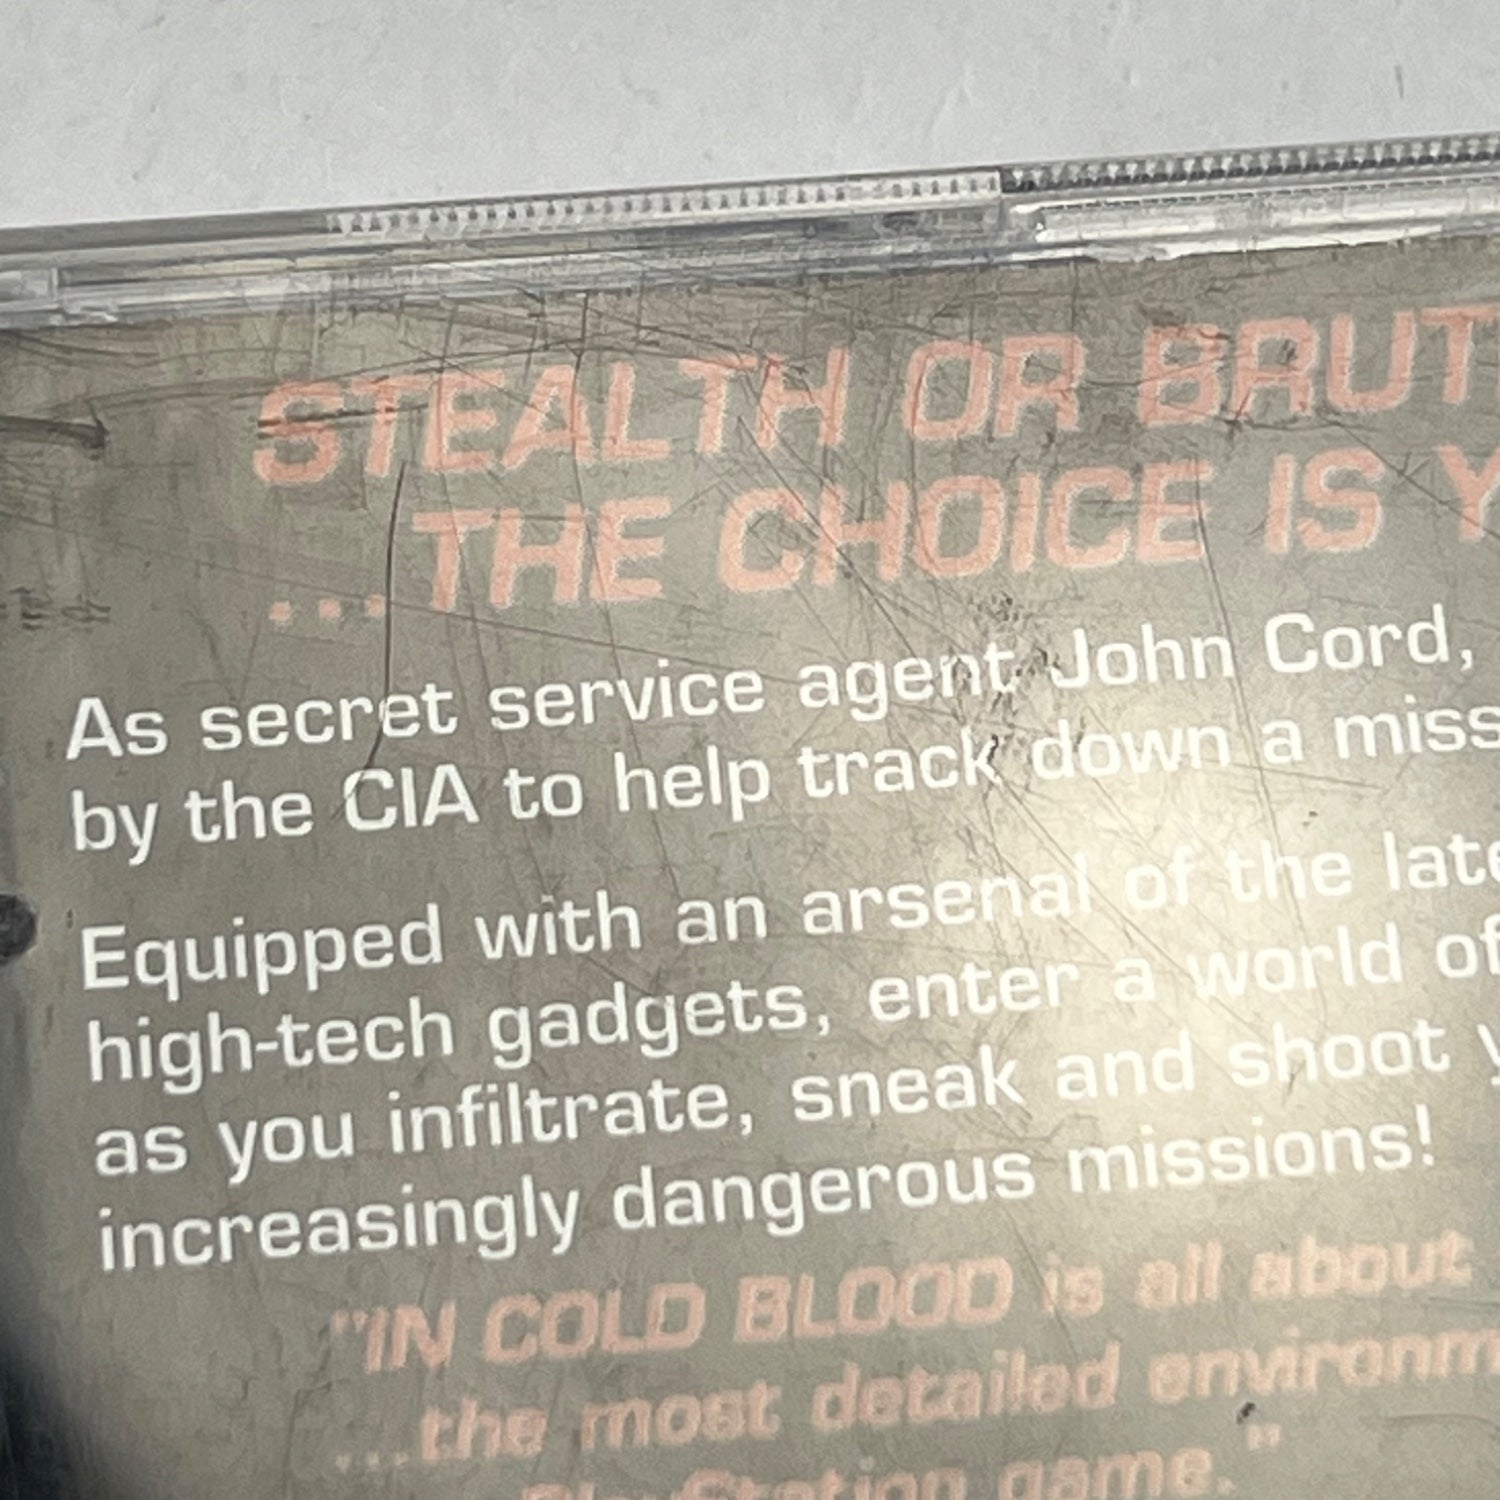 STEALTH OR BRUT
...THE CHOICE IS Y
As secret service agent John Cord,
by the CIA to help track down a miss
Equipped with an arsenal of the late
high-tech gadgets, enter a world of
as you infiltrate, sneak and shoot y
increasingly dangerous missions!
"IN COLD BLOOD is all about
...the most detailed environm
PlayStation game."